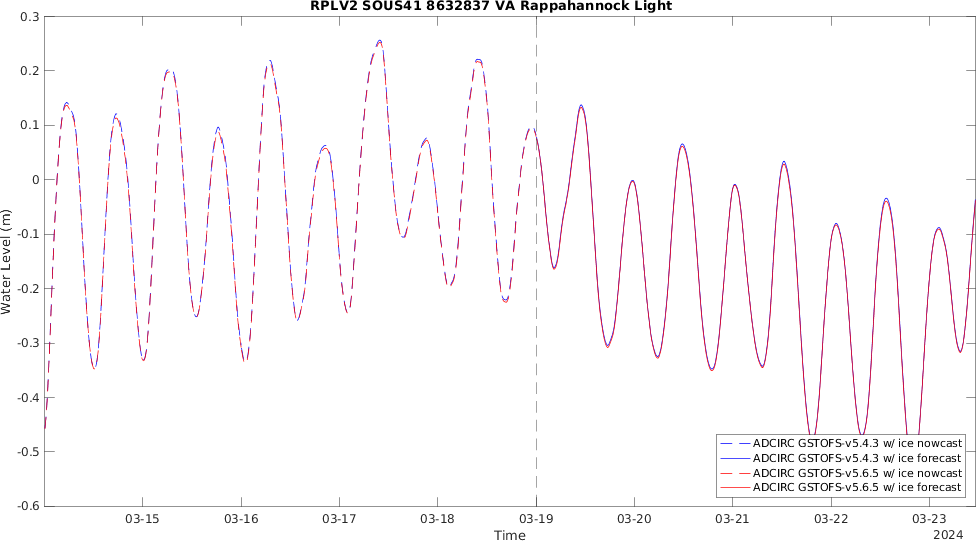 RPLV2 SOUS41 8632837 VA Rappahannock Light
0.3
0.2
0.1
0
-0.1
-0.2
-0.3
-0.4
-0.5
-0.6
Water Level (m)
ADCIRC GSTOFS-v5.4.3 w/ ice nowcast
ADCIRC GSTOFS-v5.4.3 w/ ice forecast
ADCIRC GSTOFS-v5.6.5 w/ ice nowcast
ADCIRC GSTOFS-v5.6.5 w/ ice forecast
03-15 03-16 03-17 03-18 03-19 03-20 03-21 03-22 03-23
Time
2024